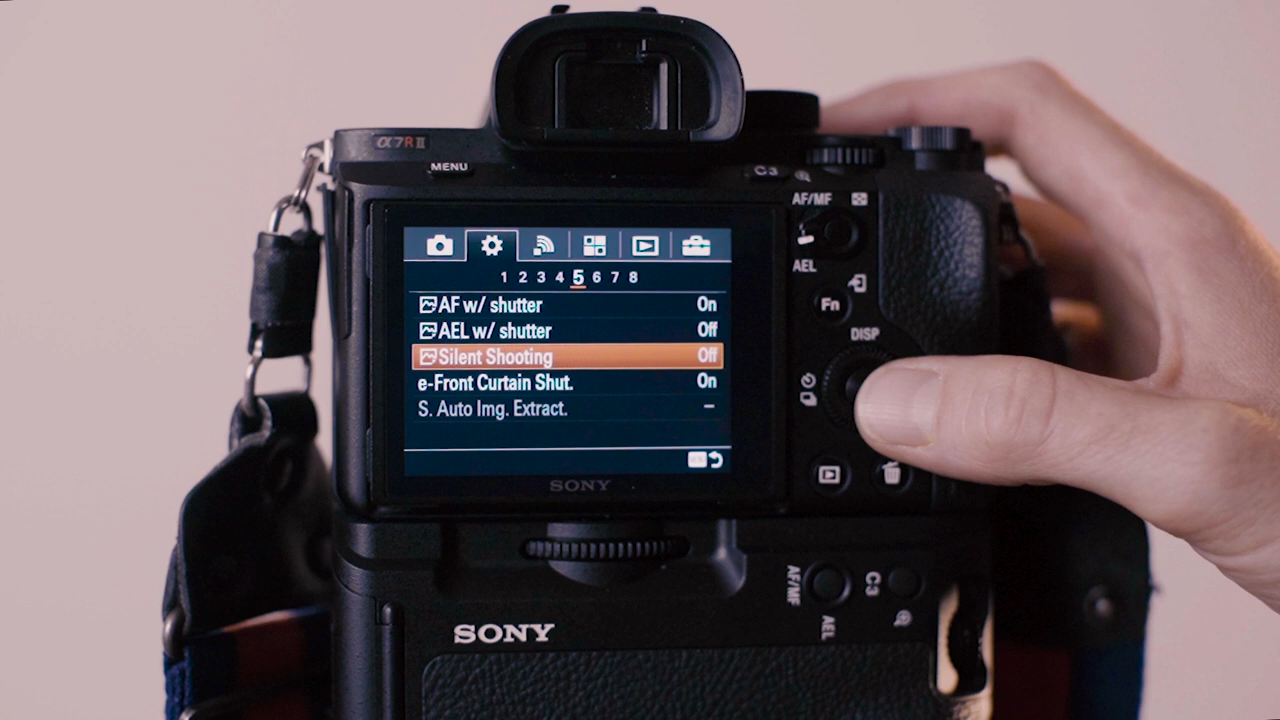 α7RII
MENU
C3
AF/MF
AEL
Fn
DISP
1 2 3 4 5 6 7 8
AF w/ shutter On
AEL w/ shutter Off
Silent Shooting Off
e-Front Curtain Shut. On
S. Auto Img. Extract. –
SONY
AF/MF
C3
AEL
SONY